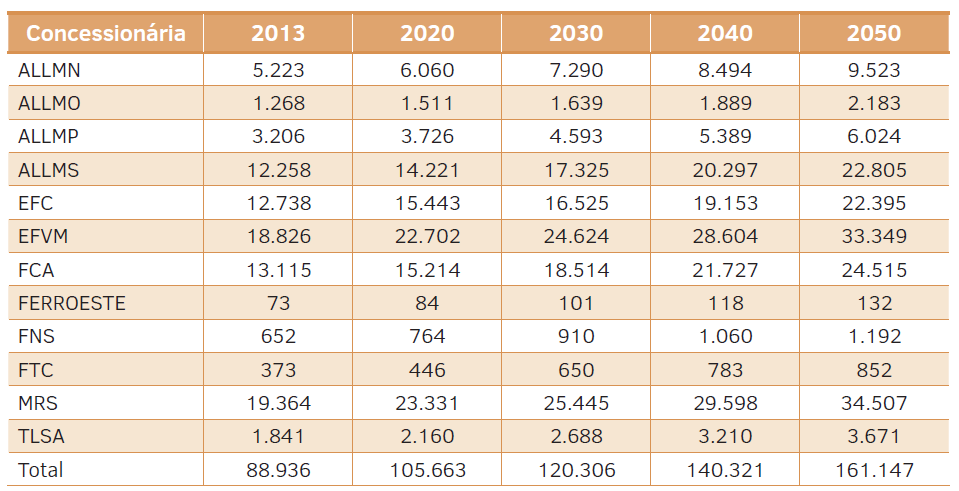 Concessionária 2013 2020 2030 2040 2050
ALLMN 5.223 6.060 7.290 8.494 9.523
ALLMO 1.268 1.511 1.639 1.889 2.183
ALLMP 3.206 3.726 4.593 5.389 6.024
ALLMS 12.258 14.221 17.325 20.297 22.805
EFC 12.738 15.443 16.525 19.153 22.395
EFVM 18.826 22.702 24.624 28.604 33.349
FCA 13.115 15.214 18.514 21.727 24.515
FERROESTE 73 84 101 118 132
FNS 652 764 910 1.060 1.192
FTC 373 446 650 783 852
MRS 19.364 23.331 25.445 29.598 34.507
TLSA 1.841 2.160 2.688 3.210 3.671
Total 88.936 105.663 120.306 140.321 161.147